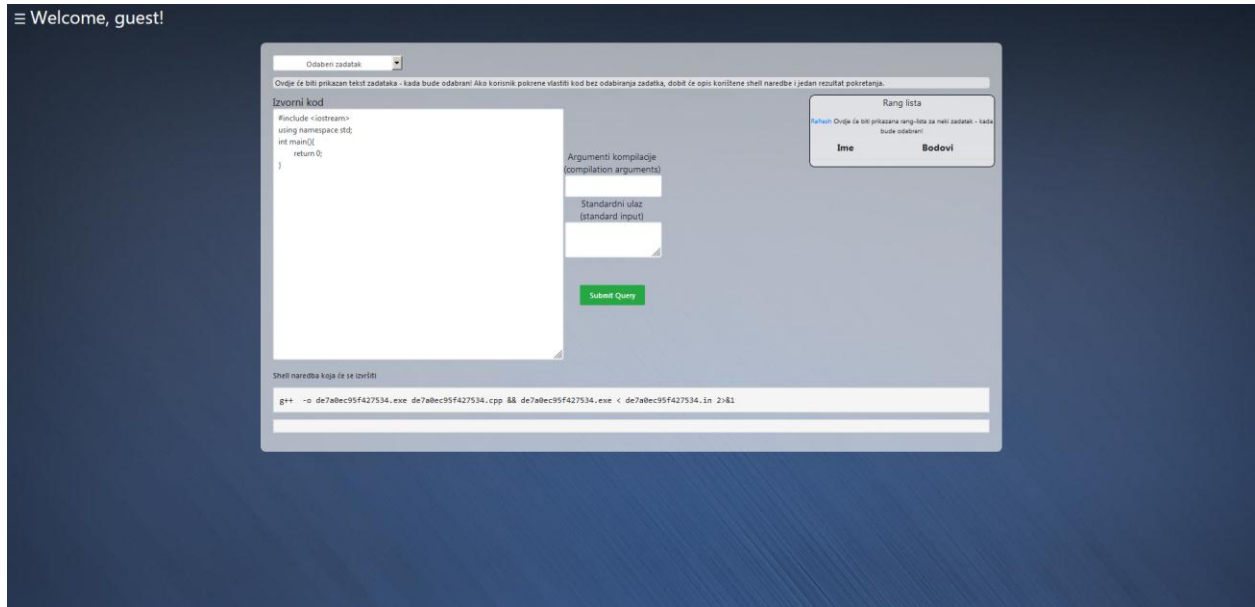 ☰ Welcome, guest!
Odaberi zadatak
Ovdje će biti prikazan tekst zadataka - kada bude odabran! Ako korisnik pokrene vlastiti kod bez odabiranja zadatka, dobit će opis korištene shell naredbe i jedan rezultat pokretanja.
Izvorni kod
#include <iostream>
using namespace std;
int main(){
return 0;
}
Argumenti kompilacije
(compilation arguments)
Standardni ulaz
(standard input)
Submit Query
Rang lista
Refresh Ovdje će biti prikazana rang-lista za neki zadatak - kada
bude odabran!
Ime Bodovi
Shell naredba koja će se izvršiti
g++ -o de7a0ec95f427534.exe de7a0ec95f427534.cpp && de7a0ec95f427534.exe < de7a0ec95f427534.in 2>&1